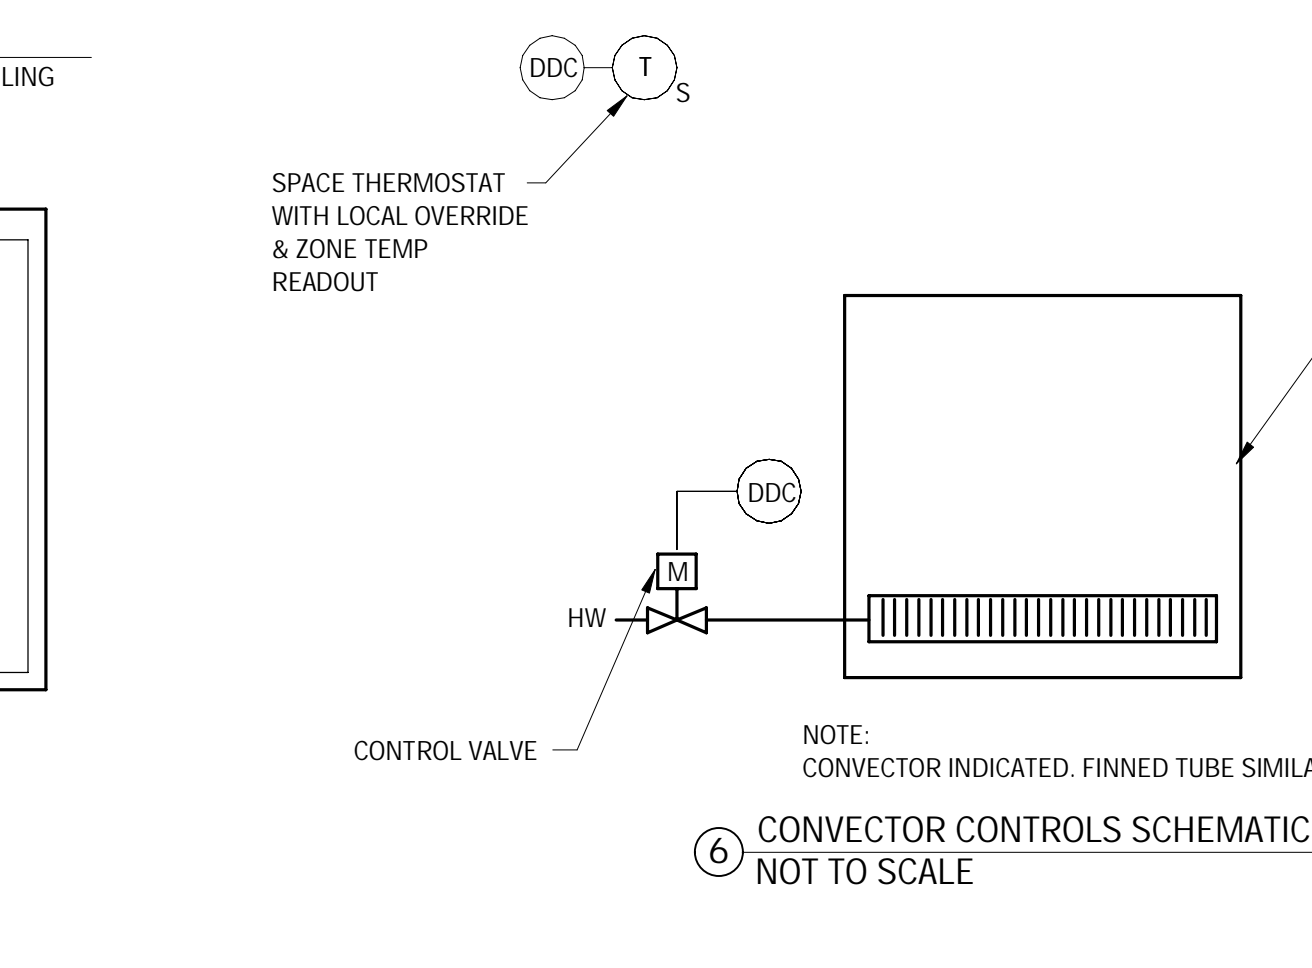 LING
DDC
T
S
SPACE THERMOSTAT
WITH LOCAL OVERRIDE
& ZONE TEMP
READOUT
DDC
M
HW
CONTROL VALVE
NOTE:
CONVECTOR INDICATED. FINNED TUBE SIMILA
6
CONVECTOR CONTROLS SCHEMATIC
NOT TO SCALE